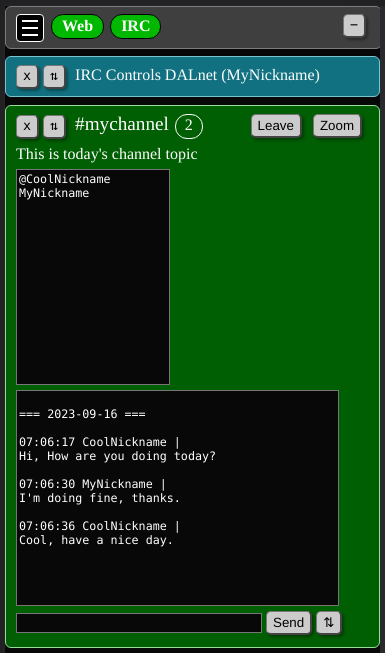 Web IRC −
X ⇅ IRC Controls DALnet (MyNickname)
X ⇅ #mychannel 2 Leave Zoom
This is today's channel topic
@CoolNickname
MyNickname
=== 2023-09-16 ===
07:06:17 CoolNickname |
Hi, How are you doing today?
07:06:30 MyNickname |
I'm doing fine, thanks.
07:06:36 CoolNickname |
Cool, have a nice day.
Send ⇅